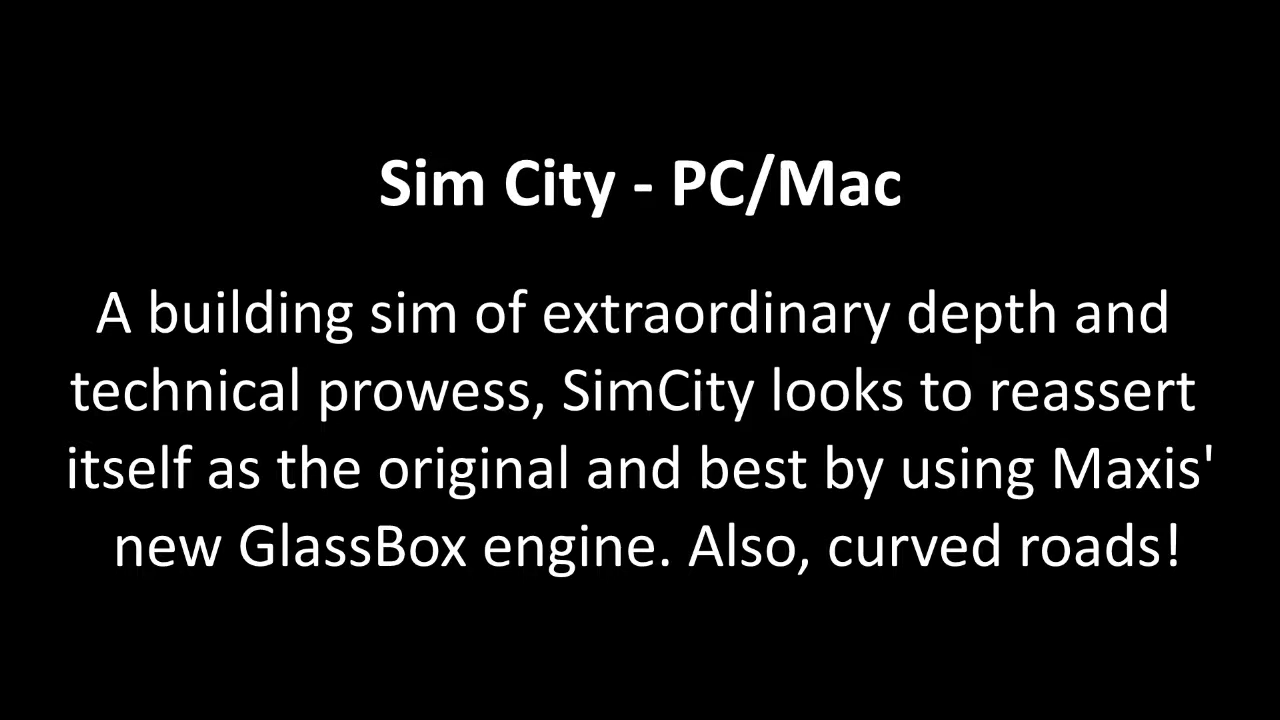 Sim City - PC/Mac
A building sim of extraordinary depth and
technical prowess, SimCity looks to reassert
itself as the original and best by using Maxis'
new GlassBox engine. Also, curved roads!